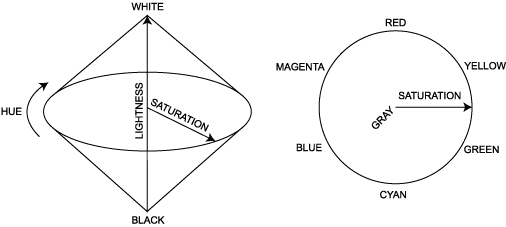 WHITE
HUE
LIGHTNESS
SATURATION
BLACK
RED
MAGENTA
YELLOW
SATURATION
GRAY
BLUE
GREEN
CYAN